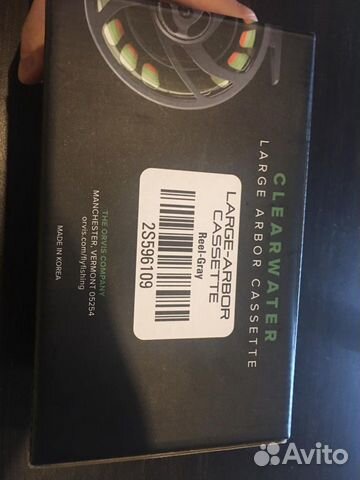 CLEARWATER
LARGE ARBOR CASSETTE
LARGE-ARBOR
CASSETTE
Reel-Gray
2S596109
THE ORVIS COMPANY
MANCHESTER, VERMONT 05254
orvis.com/flyfishing
MADE IN KOREA
Avito